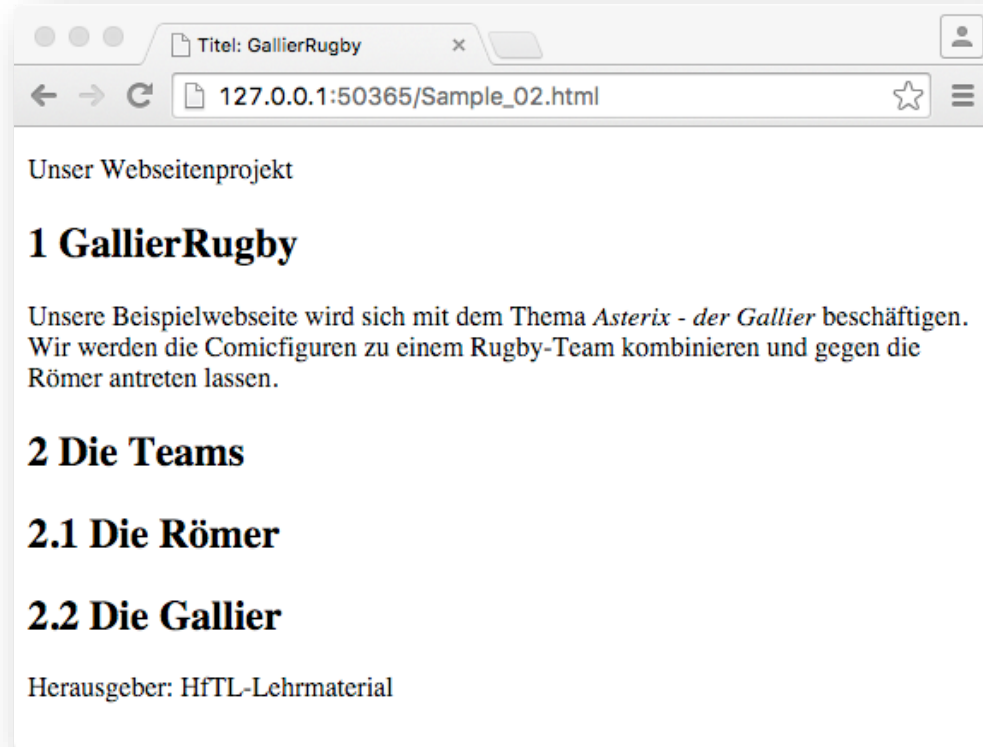 Titel: GallierRugby
127.0.0.1:50365/Sample_02.html
Unser Webseitenprojekt
1 GallierRugby
Unsere Beispielwebseite wird sich mit dem Thema Asterix - der Gallier beschäftigen.
Wir werden die Comicfiguren zu einem Rugby-Team kombinieren und gegen die
Römer antreten lassen.
2 Die Teams
2.1 Die Römer
2.2 Die Gallier
Herausgeber: HfTL-Lehrmaterial